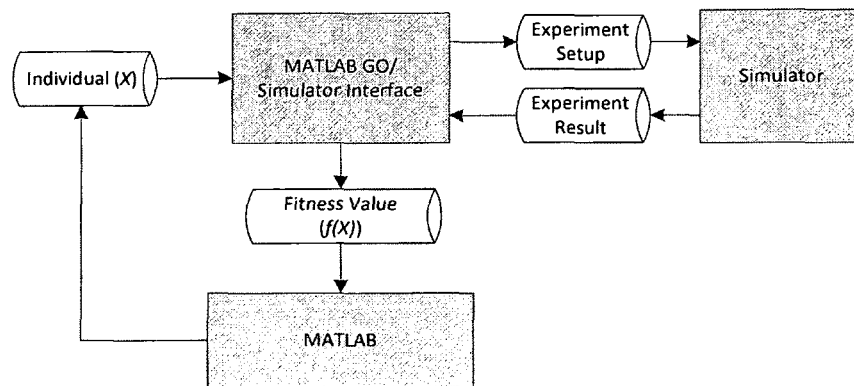 Individual (X)
MATLAB GO/
Simulator Interface
Experiment
Setup
Experiment
Result
Simulator
Fitness Value
(f(X))
MATLAB